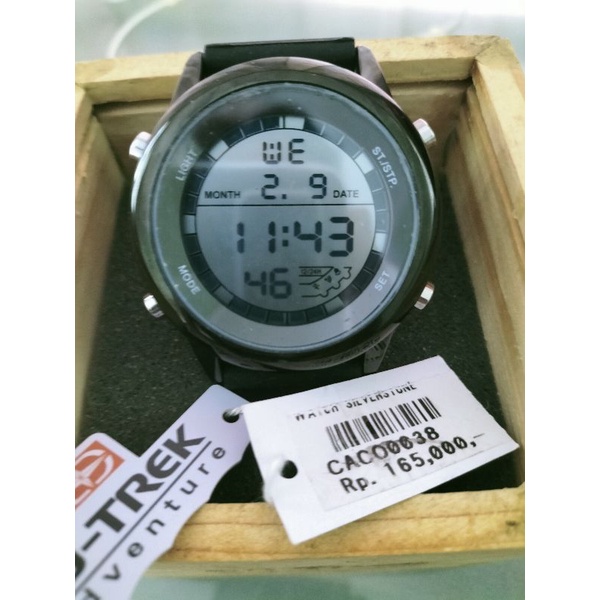 LIGHT
ST./STP.
WE
MONTH 2. 9 DATE
11:43
46
MODE
SET
WATCH SILVERSTONE
CACO0038
Rp. 165,000,-
-TREK
dventure